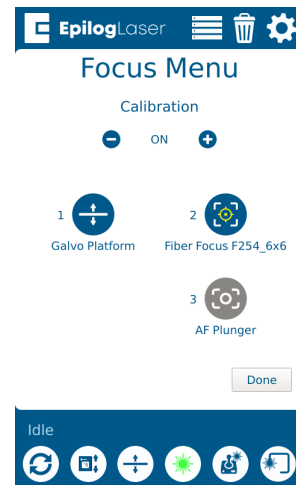 EpilogLaser
Focus Menu
Calibration
ON
1
Galvo Platform
2
Fiber Focus F254_6x6
3
AF Plunger
Done
Idle